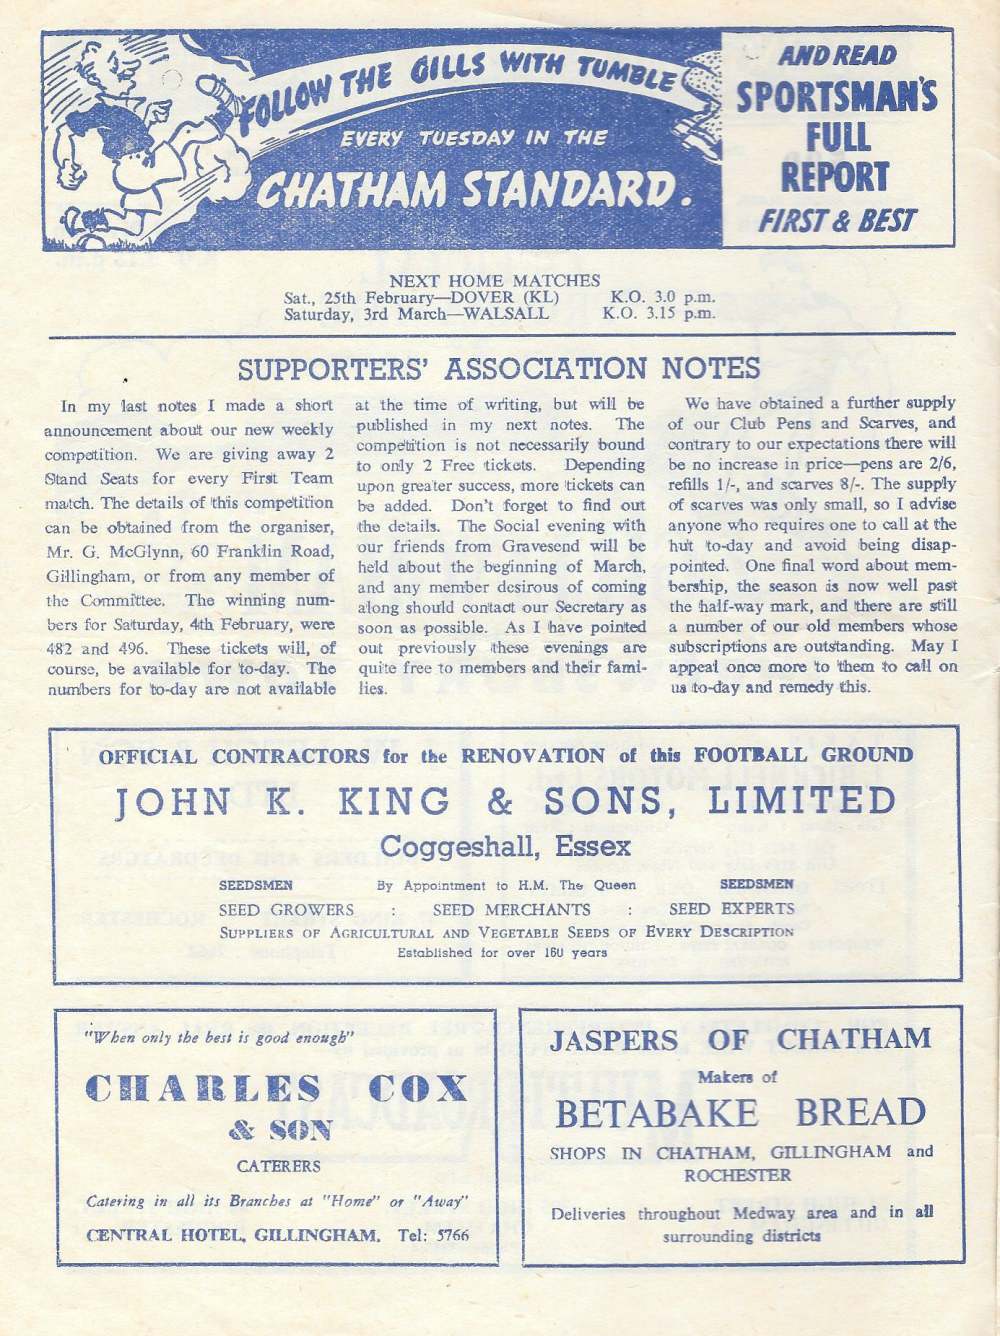 FOLLOW THE GILLS WITH TUMBLE
EVERY TUESDAY IN THE
CHATHAM STANDARD.
AND READ
SPORTSMAN'S
FULL
REPORT
FIRST & BEST
NEXT HOME MATCHES
Sat., 25th February—DOVER (KL) K.O. 3.0 p.m.
Saturday, 3rd March—WALSALL K.O. 3.15 p.m.
SUPPORTERS' ASSOCIATION NOTES
In my last notes I made a short
announcement about our new weekly
competition. We are giving away 2
Stand Seats for every First Team
match. The details of this competition
can be obtained from the organiser,
Mr. G. McGlynn, 60 Franklin Road,
Gillingham, or from any member of
the Committee. The winning num-
bers for Saturday, 4th February, were
482 and 496. These tickets will, of
course, be available for to-day. The
numbers for to-day are not available
at the time of writing, but will be
published in my next notes. The
competition is not necessarily bound
to only 2 Free tickets. Depending
upon greater success, more tickets can
be added. Don't forget to find out
the details. The Social evening with
our friends from Gravesend will be
held about the beginning of March,
and any member desirous of coming
along should contact our Secretary as
soon as possible. As I have pointed
out previously these evenings are
quite free to members and their fami-
lies.
We have obtained a further supply
of our Club Pens and Scarves, and
contrary to our expectations there will
be no increase in price—pens are 2/6,
refills 1/-, and scarves 8/-. The supply
of scarves was only small, so I advise
anyone who requires one to call at the
hut to-day and avoid being disap-
pointed. One final word about mem-
bership, the season is now well past
the half-way mark, and there are still
a number of our old members whose
subscriptions are outstanding. May I
appeal once more to them to call on
us to-day and remedy this.
OFFICIAL CONTRACTORS for the RENOVATION of this FOOTBALL GROUND
JOHN K. KING & SONS, LIMITED
Coggeshall, Essex
SEEDSMEN By Appointment to H.M. The Queen SEEDSMEN
SEED GROWERS : SEED MERCHANTS : SEED EXPERTS
SUPPLIERS OF AGRICULTURAL AND VEGETABLE SEEDS OF EVERY DESCRIPTION
Established for over 160 years
"When only the best is good enough"
CHARLES COX
& SON
CATERERS
Catering in all its Branches at "Home" or "Away"
CENTRAL HOTEL, GILLINGHAM. Tel: 5766
JASPERS OF CHATHAM
Makers of
BETABAKE BREAD
SHOPS IN CHATHAM, GILLINGHAM and
ROCHESTER
Deliveries throughout Medway area and in all
surrounding districts